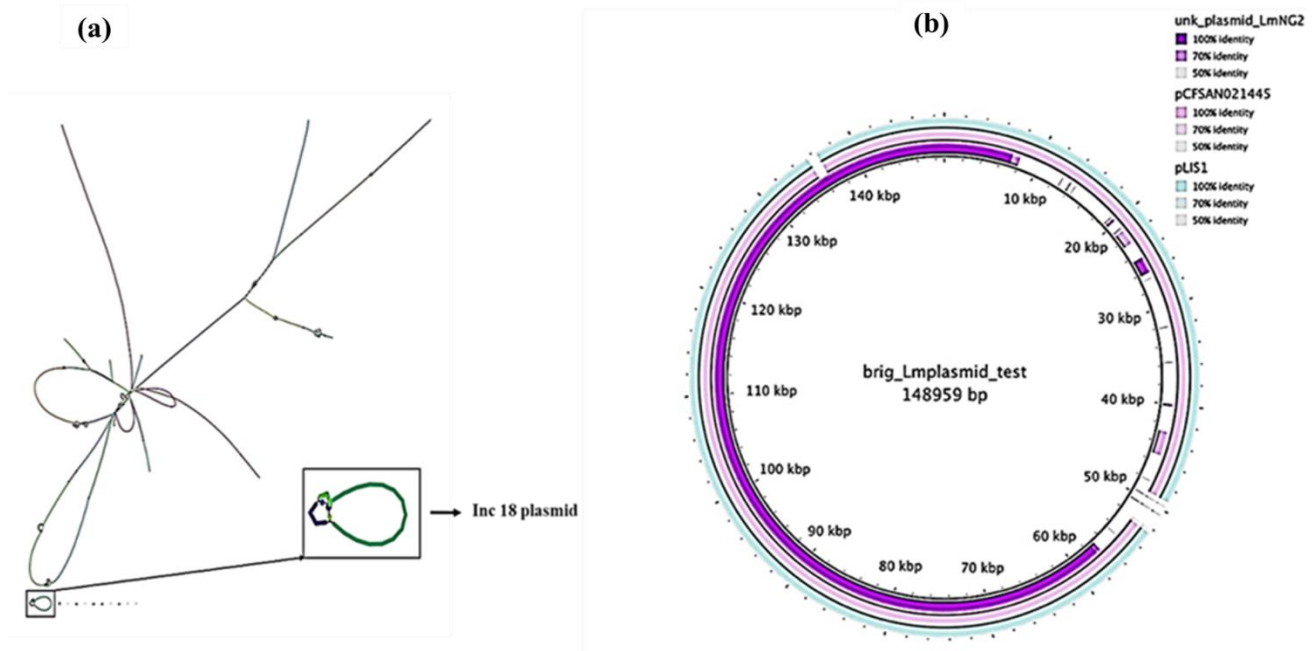 (a)
Inc 18 plasmid
(b)
unk_plasmid_LmNG2
100% identity
70% identity
50% identity
pCFSAN021445
100% identity
70% identity
50% identity
pLIS1
100% identity
70% identity
50% identity
brig_Lmplasmid_test
148959 bp
10 kbp
20 kbp
30 kbp
40 kbp
50 kbp
60 kbp
70 kbp
80 kbp
90 kbp
100 kbp
110 kbp
120 kbp
130 kbp
140 kbp